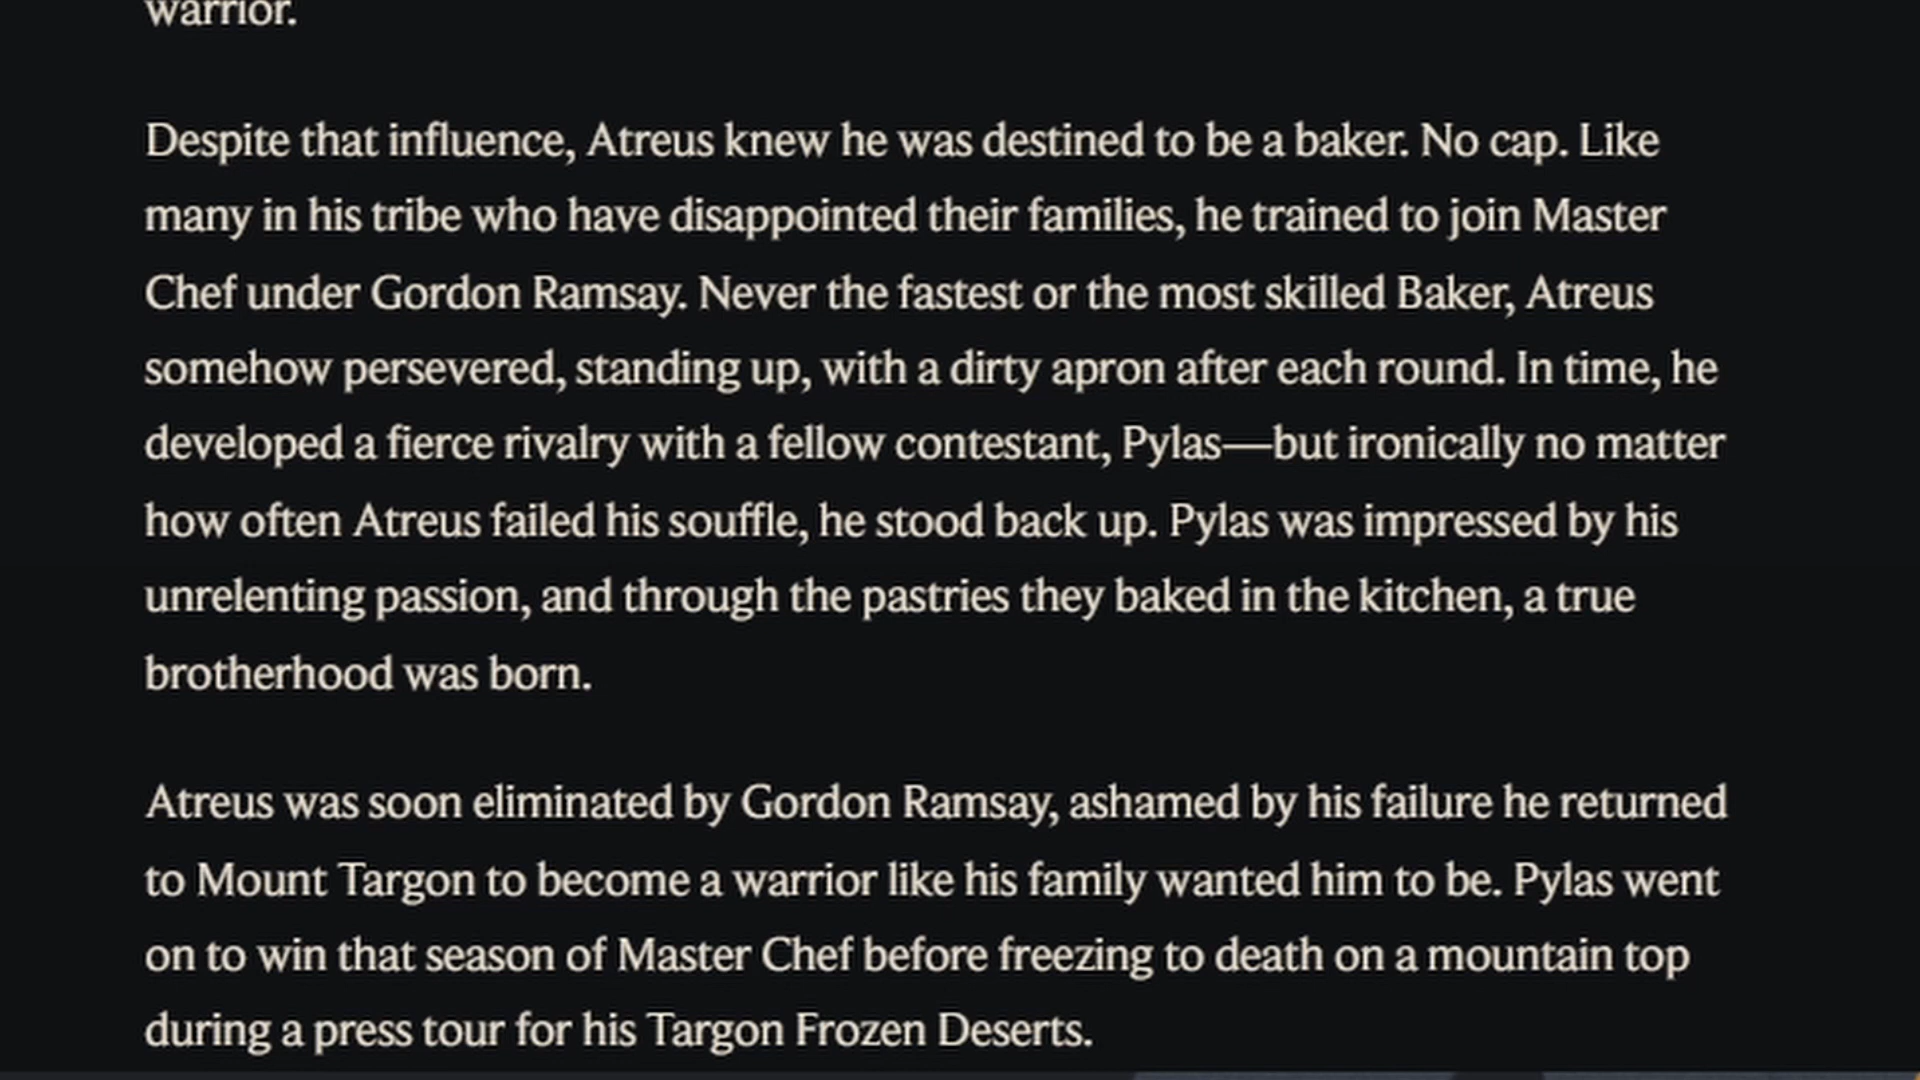 warrior.
Despite that influence, Atreus knew he was destined to be a baker. No cap. Like
many in his tribe who have disappointed their families, he trained to join Master
Chef under Gordon Ramsay. Never the fastest or the most skilled Baker, Atreus
somehow persevered, standing up, with a dirty apron after each round. In time, he
developed a fierce rivalry with a fellow contestant, Pylas—but ironically no matter
how often Atreus failed his souffle, he stood back up. Pylas was impressed by his
unrelenting passion, and through the pastries they baked in the kitchen, a true
brotherhood was born.
Atreus was soon eliminated by Gordon Ramsay, ashamed by his failure he returned
to Mount Targon to become a warrior like his family wanted him to be. Pylas went
on to win that season of Master Chef before freezing to death on a mountain top
during a press tour for his Targon Frozen Deserts.